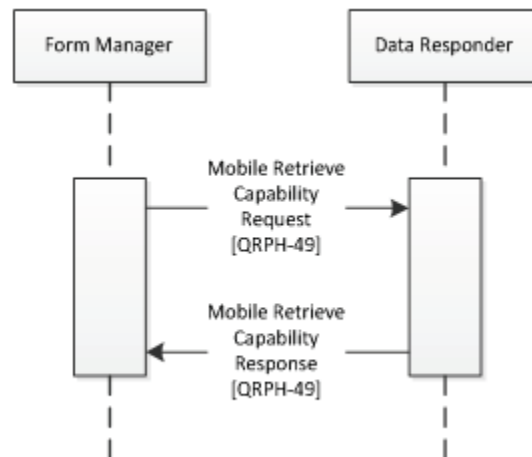 Form Manager
Data Responder
Mobile Retrieve
Capability
Request
[QRPH-49]
Mobile Retrieve
Capability
Response
[QRPH-49]